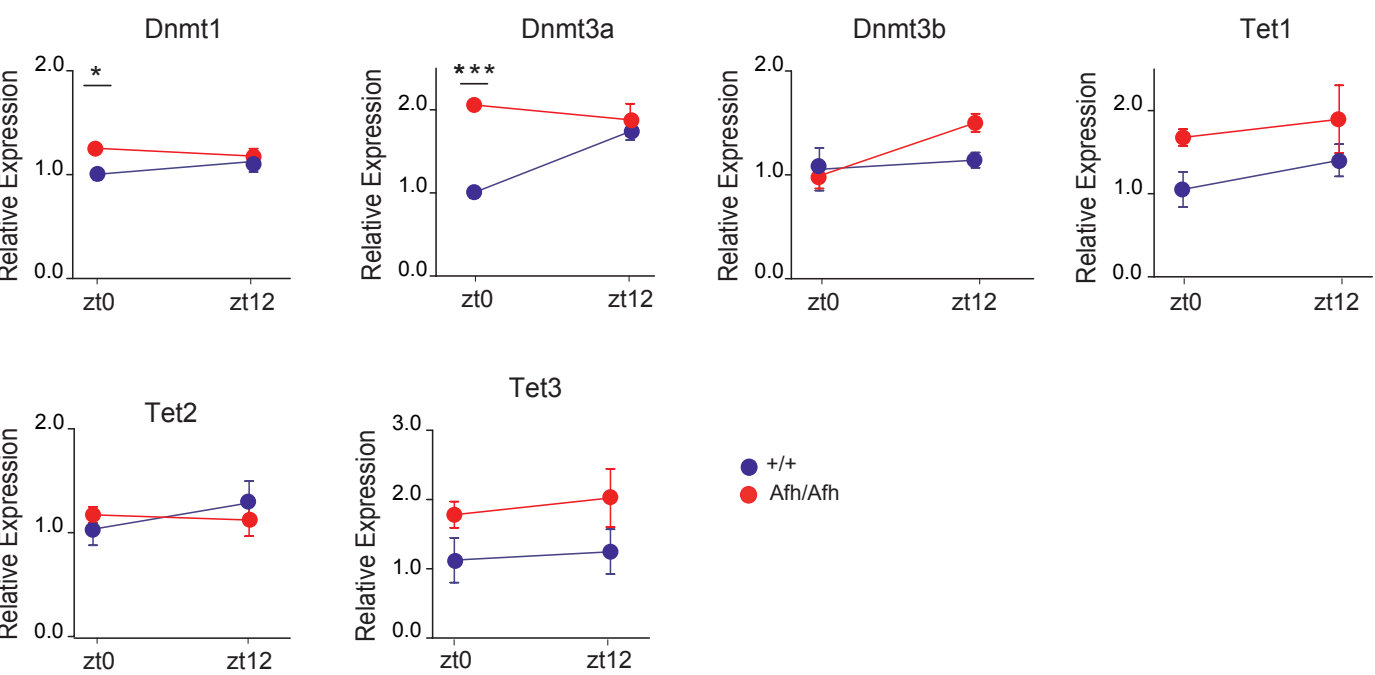 Dnmt1
Dnmt3a
Dnmt3b
Tet1
Relative Expression
2.0
1.0
0.0
*
zt0
zt12
Relative Expression
2.0
1.0
0.0
***
zt0
zt12
Relative Expression
2.0
1.0
0.0
zt0
zt12
Relative Expression
2.0
1.0
0.0
zt0
zt12
Tet2
Tet3
Relative Expression
2.0
1.0
0.0
zt0
zt12
Relative Expression
3.0
2.0
1.0
0.0
zt0
zt12
+/+
Afh/Afh